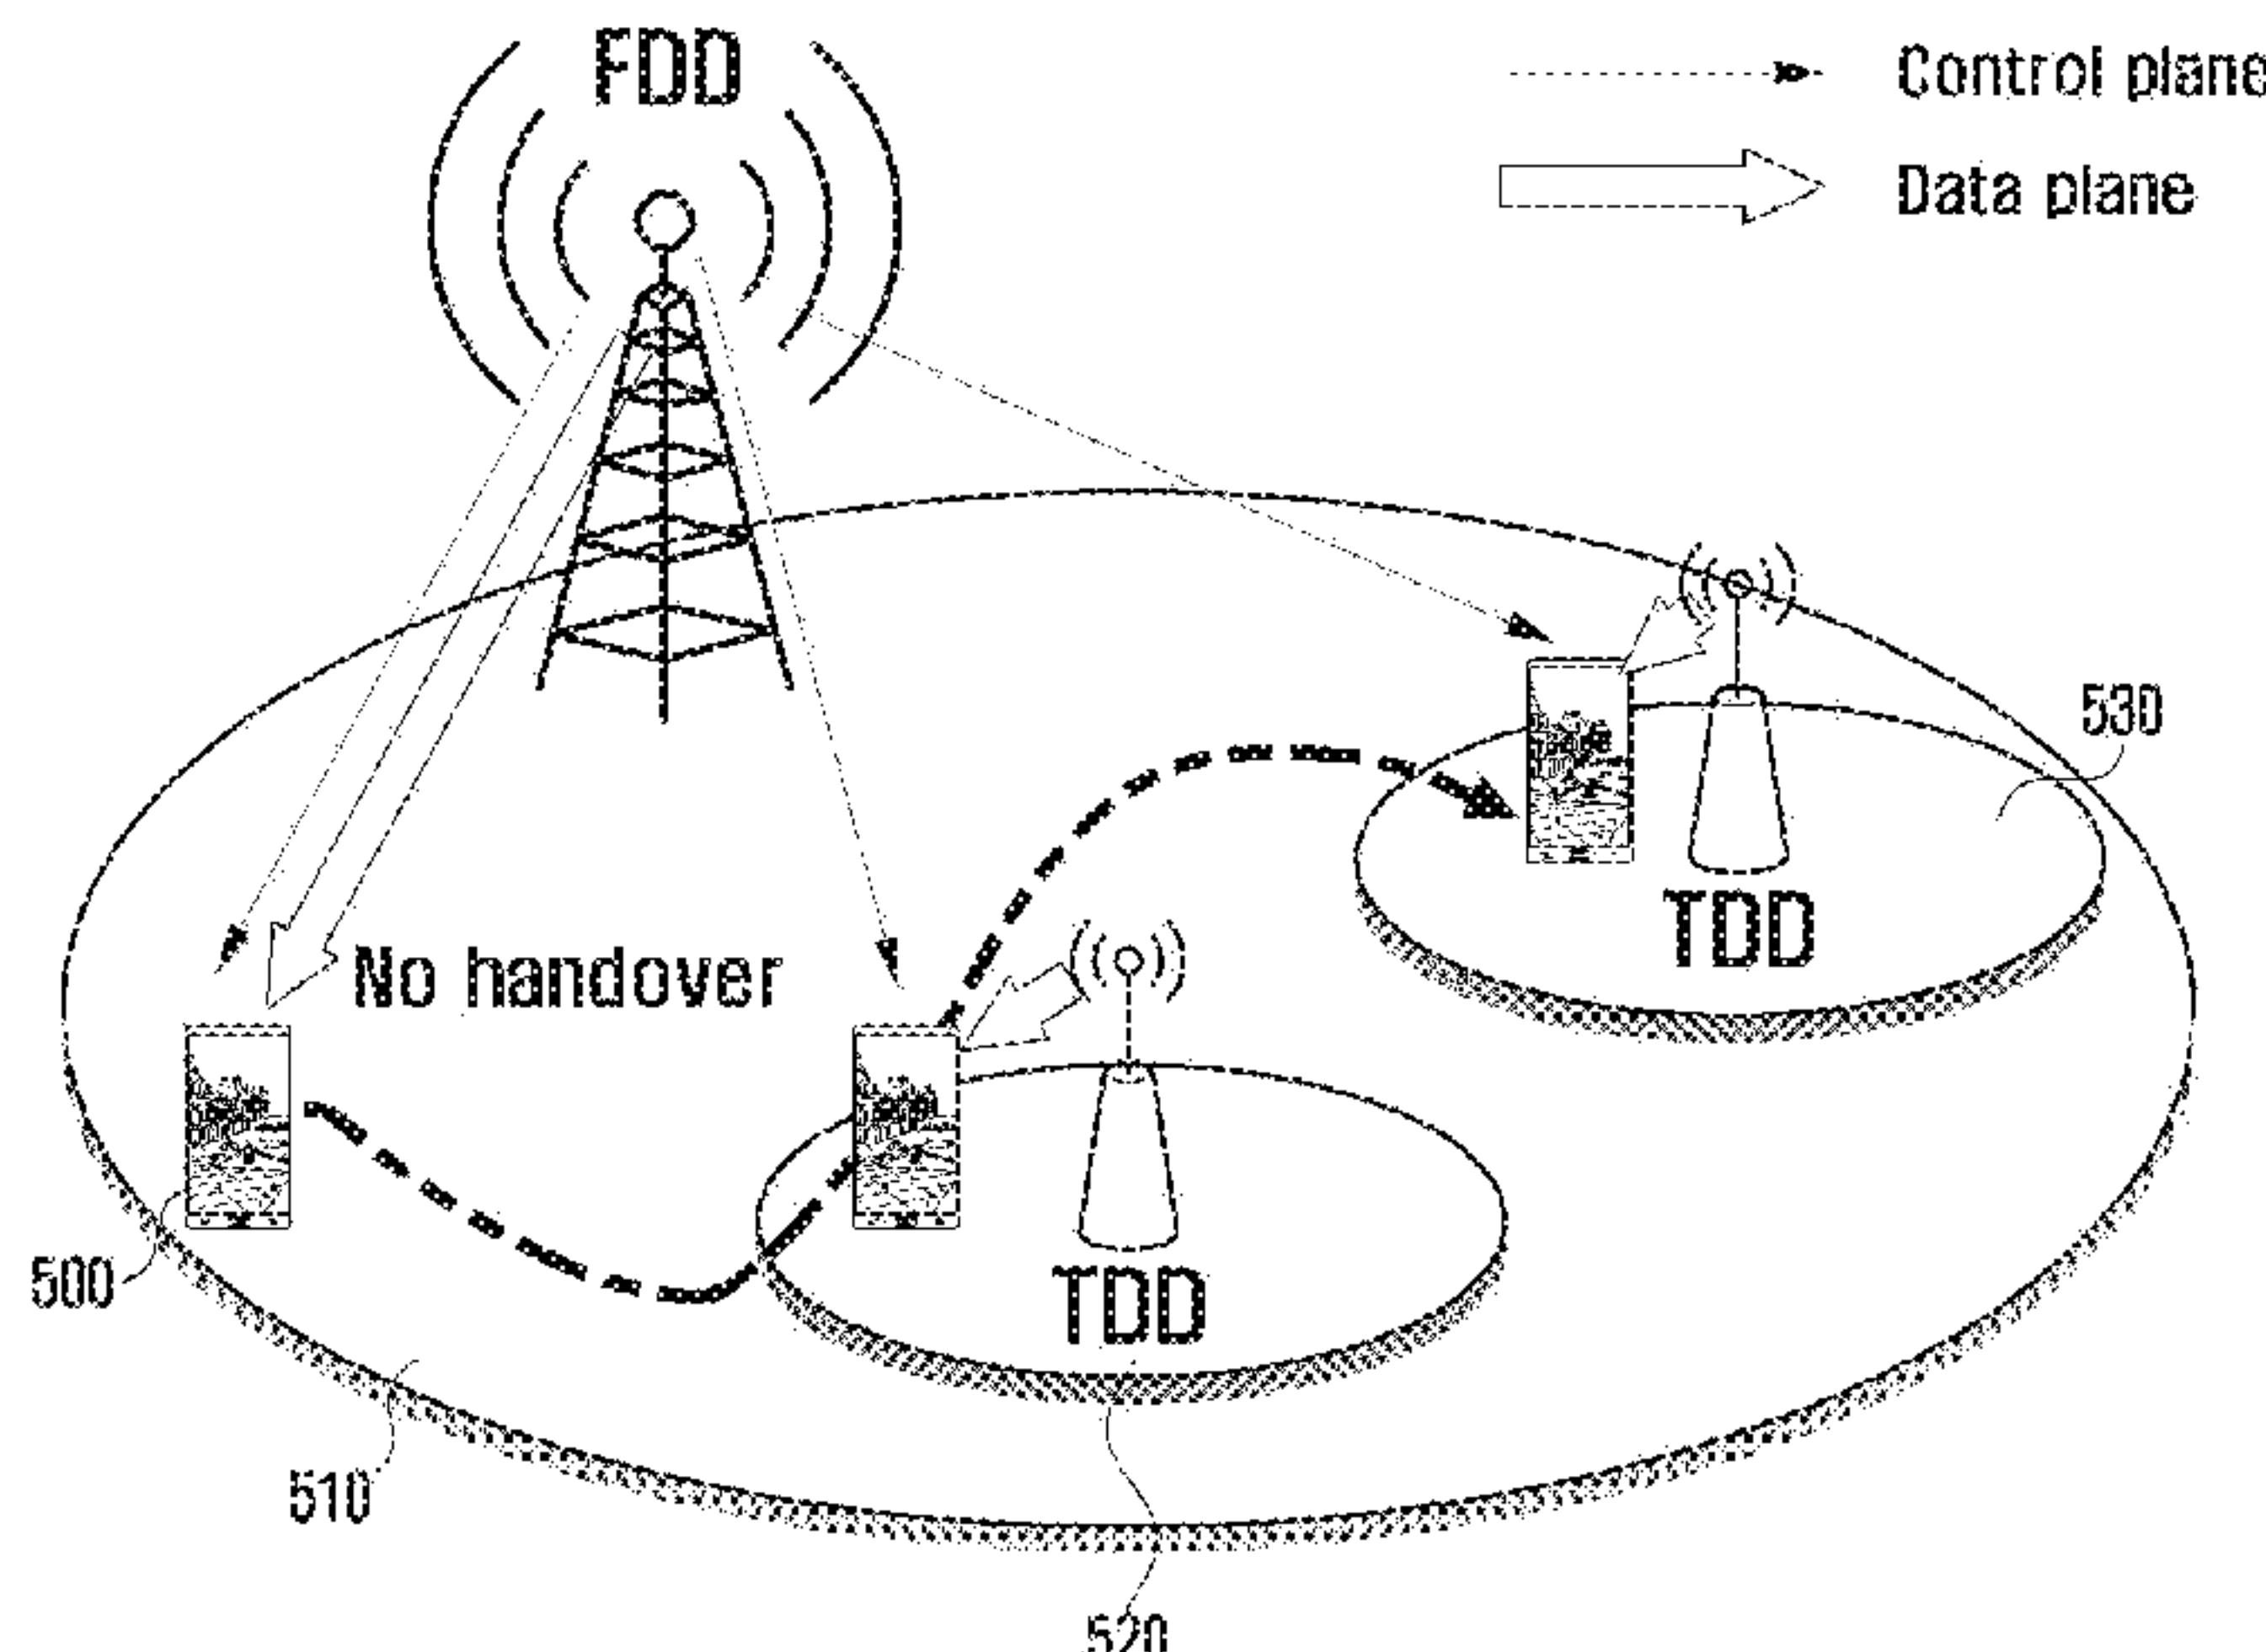 FDD
Control plane
Data plane
530
TDD
No handover
TDD
500
510
520